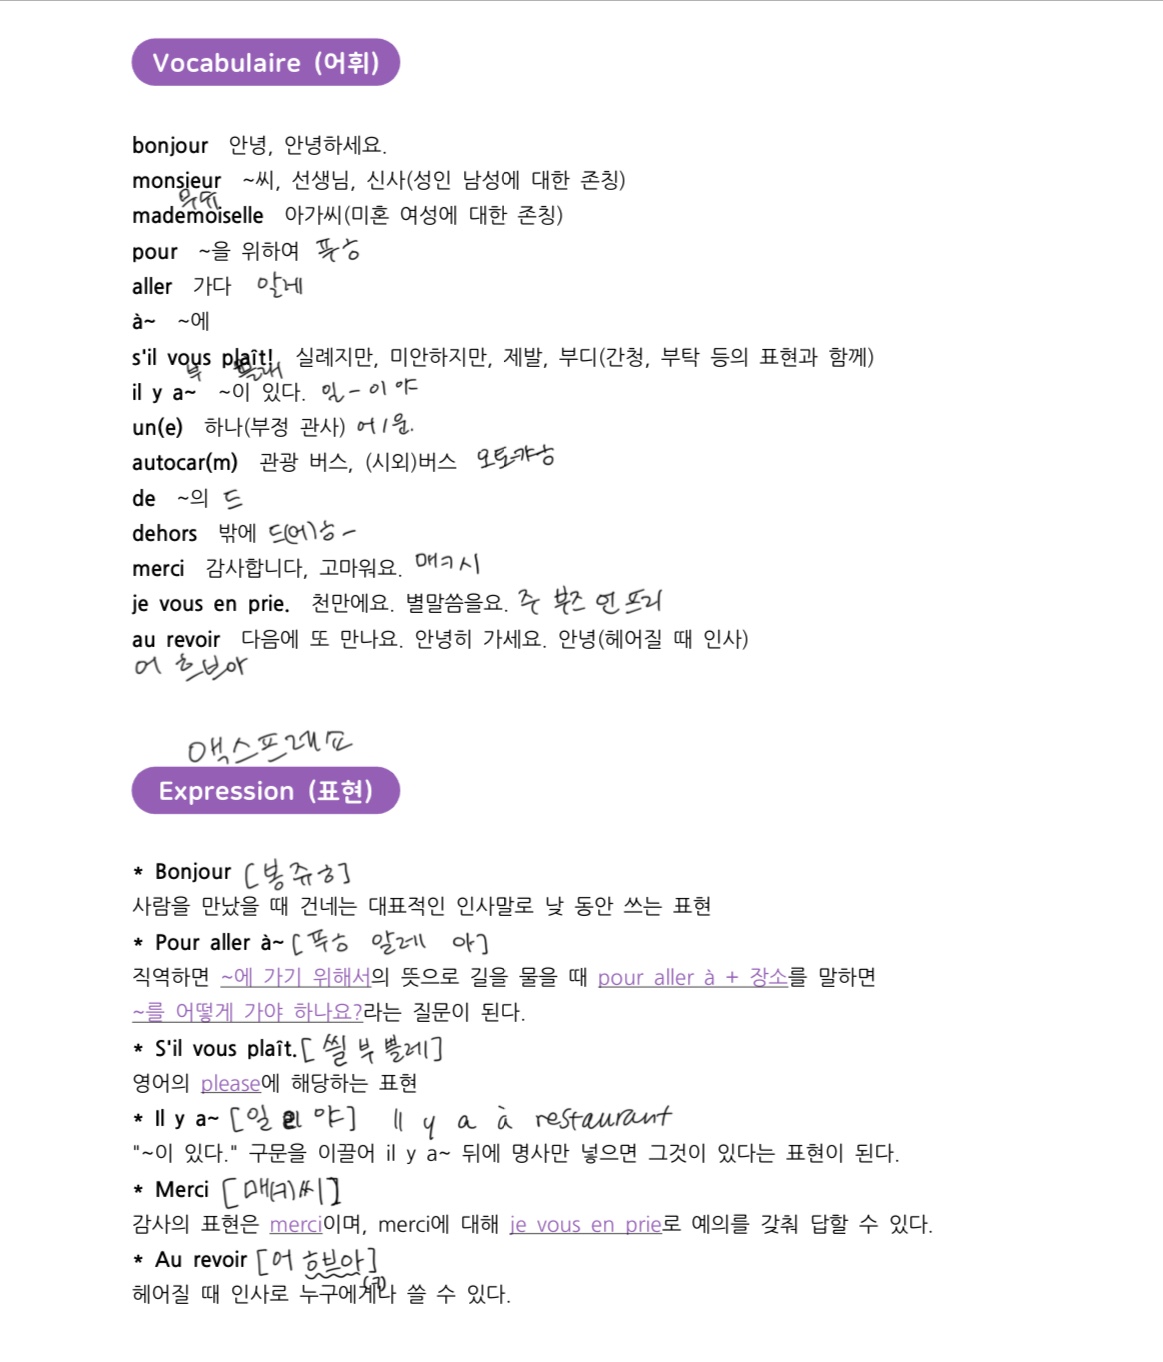 Vocabulaire (어휘)
bonjour 안녕, 안녕하세요.
monsieur ~씨, 선생님, 신사(성인 남성에 대한 존칭)
무슈
mademoiselle 아가씨(미혼 여성에 대한 존칭)
pour ~을 위하여 푸흐
aller 가다 알레
à~ ~에
s'il vous plaît! 실례지만, 미안하지만, 제발, 부디(간청, 부탁 등의 표현과 함께)
부 쁠래
il y a~ ~이 있다. 일-이야
un(e) 하나(부정 관사)
autocar(m) 관광 버스, (시외)버스 오토카흐
de ~의 드
dehors 밖에 드(어)흐-
merci 감사합니다, 고마워요. 매ㅋ시
je vous en prie. 천만에요. 별말씀을요. 주 부즈 언 프리
au revoir 다음에 또 만나요. 안녕히 가세요. 안녕(헤어질 때 인사)
어 흐브아
액스프레쑈
Expression (표현)
* Bonjour [봉쥬흐]
사람을 만났을 때 건네는 대표적인 인사말로 낮 동안 쓰는 표현
* Pour aller à~ [푸흐 알레 아]
직역하면 ~에 가기 위해서의 뜻으로 길을 물을 때 pour aller à + 장소를 말하면
~를 어떻게 가야 하나요?라는 질문이 된다.
* S'il vous plaît. [씔 부 쁠레]
영어의 please에 해당하는 표현
* Il y a~ [일 리 야] Il y a à restaurant
"~이 있다." 구문을 이끌어 il y a~ 뒤에 명사만 넣으면 그것이 있다는 표현이 된다.
* Merci [매(키)씨]
감사의 표현은 merci이며, merci에 대해 je vous en prie로 예의를 갖춰 답할 수 있다.
* Au revoir [어 흐브아]
헤어질 때 인사로 누구에게나 쓸 수 있다.